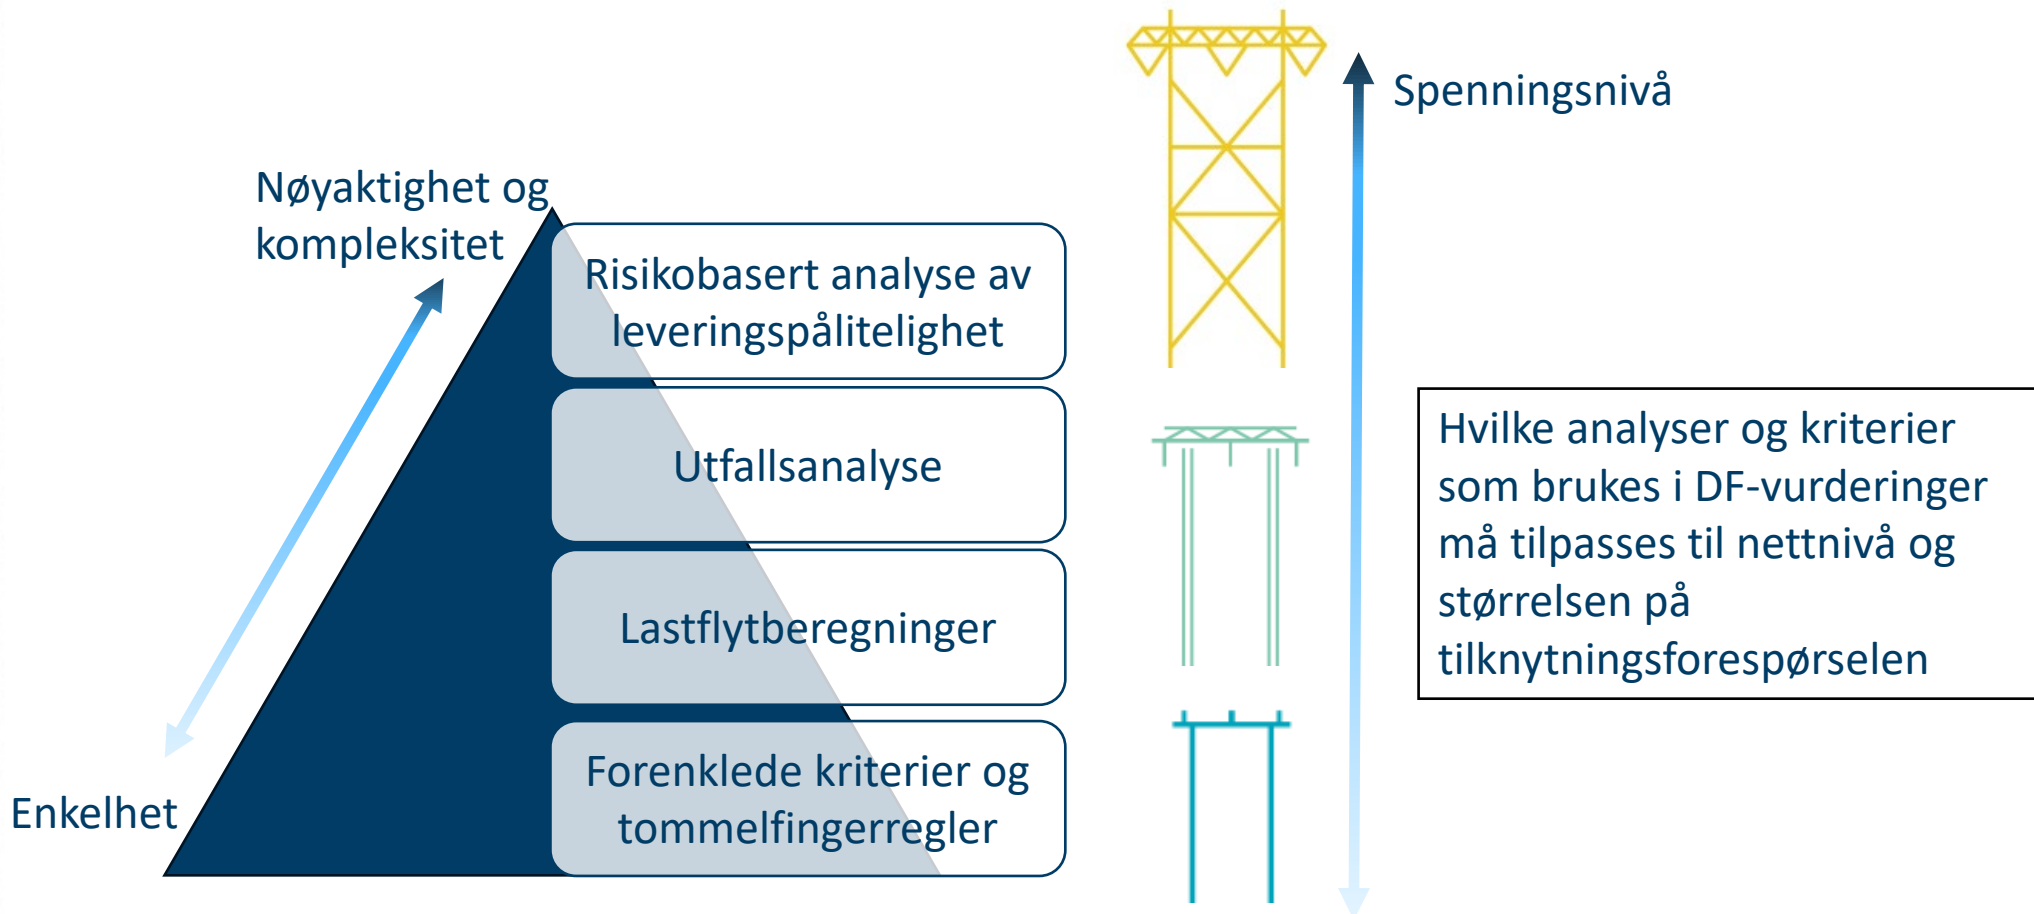 Spenningsnivå
Nøyaktighet og
kompleksitet
Risikobasert analyse av
leveringspålitelighet
Utfallsanalyse
Lastflytberegninger
Forenklede kriterier og
tommelfingerregler
Enkelhet
Hvilke analyser og kriterier
som brukes i DF-vurderinger
må tilpasses til nettnivå og
størrelsen på
tilknytningsforespørselen